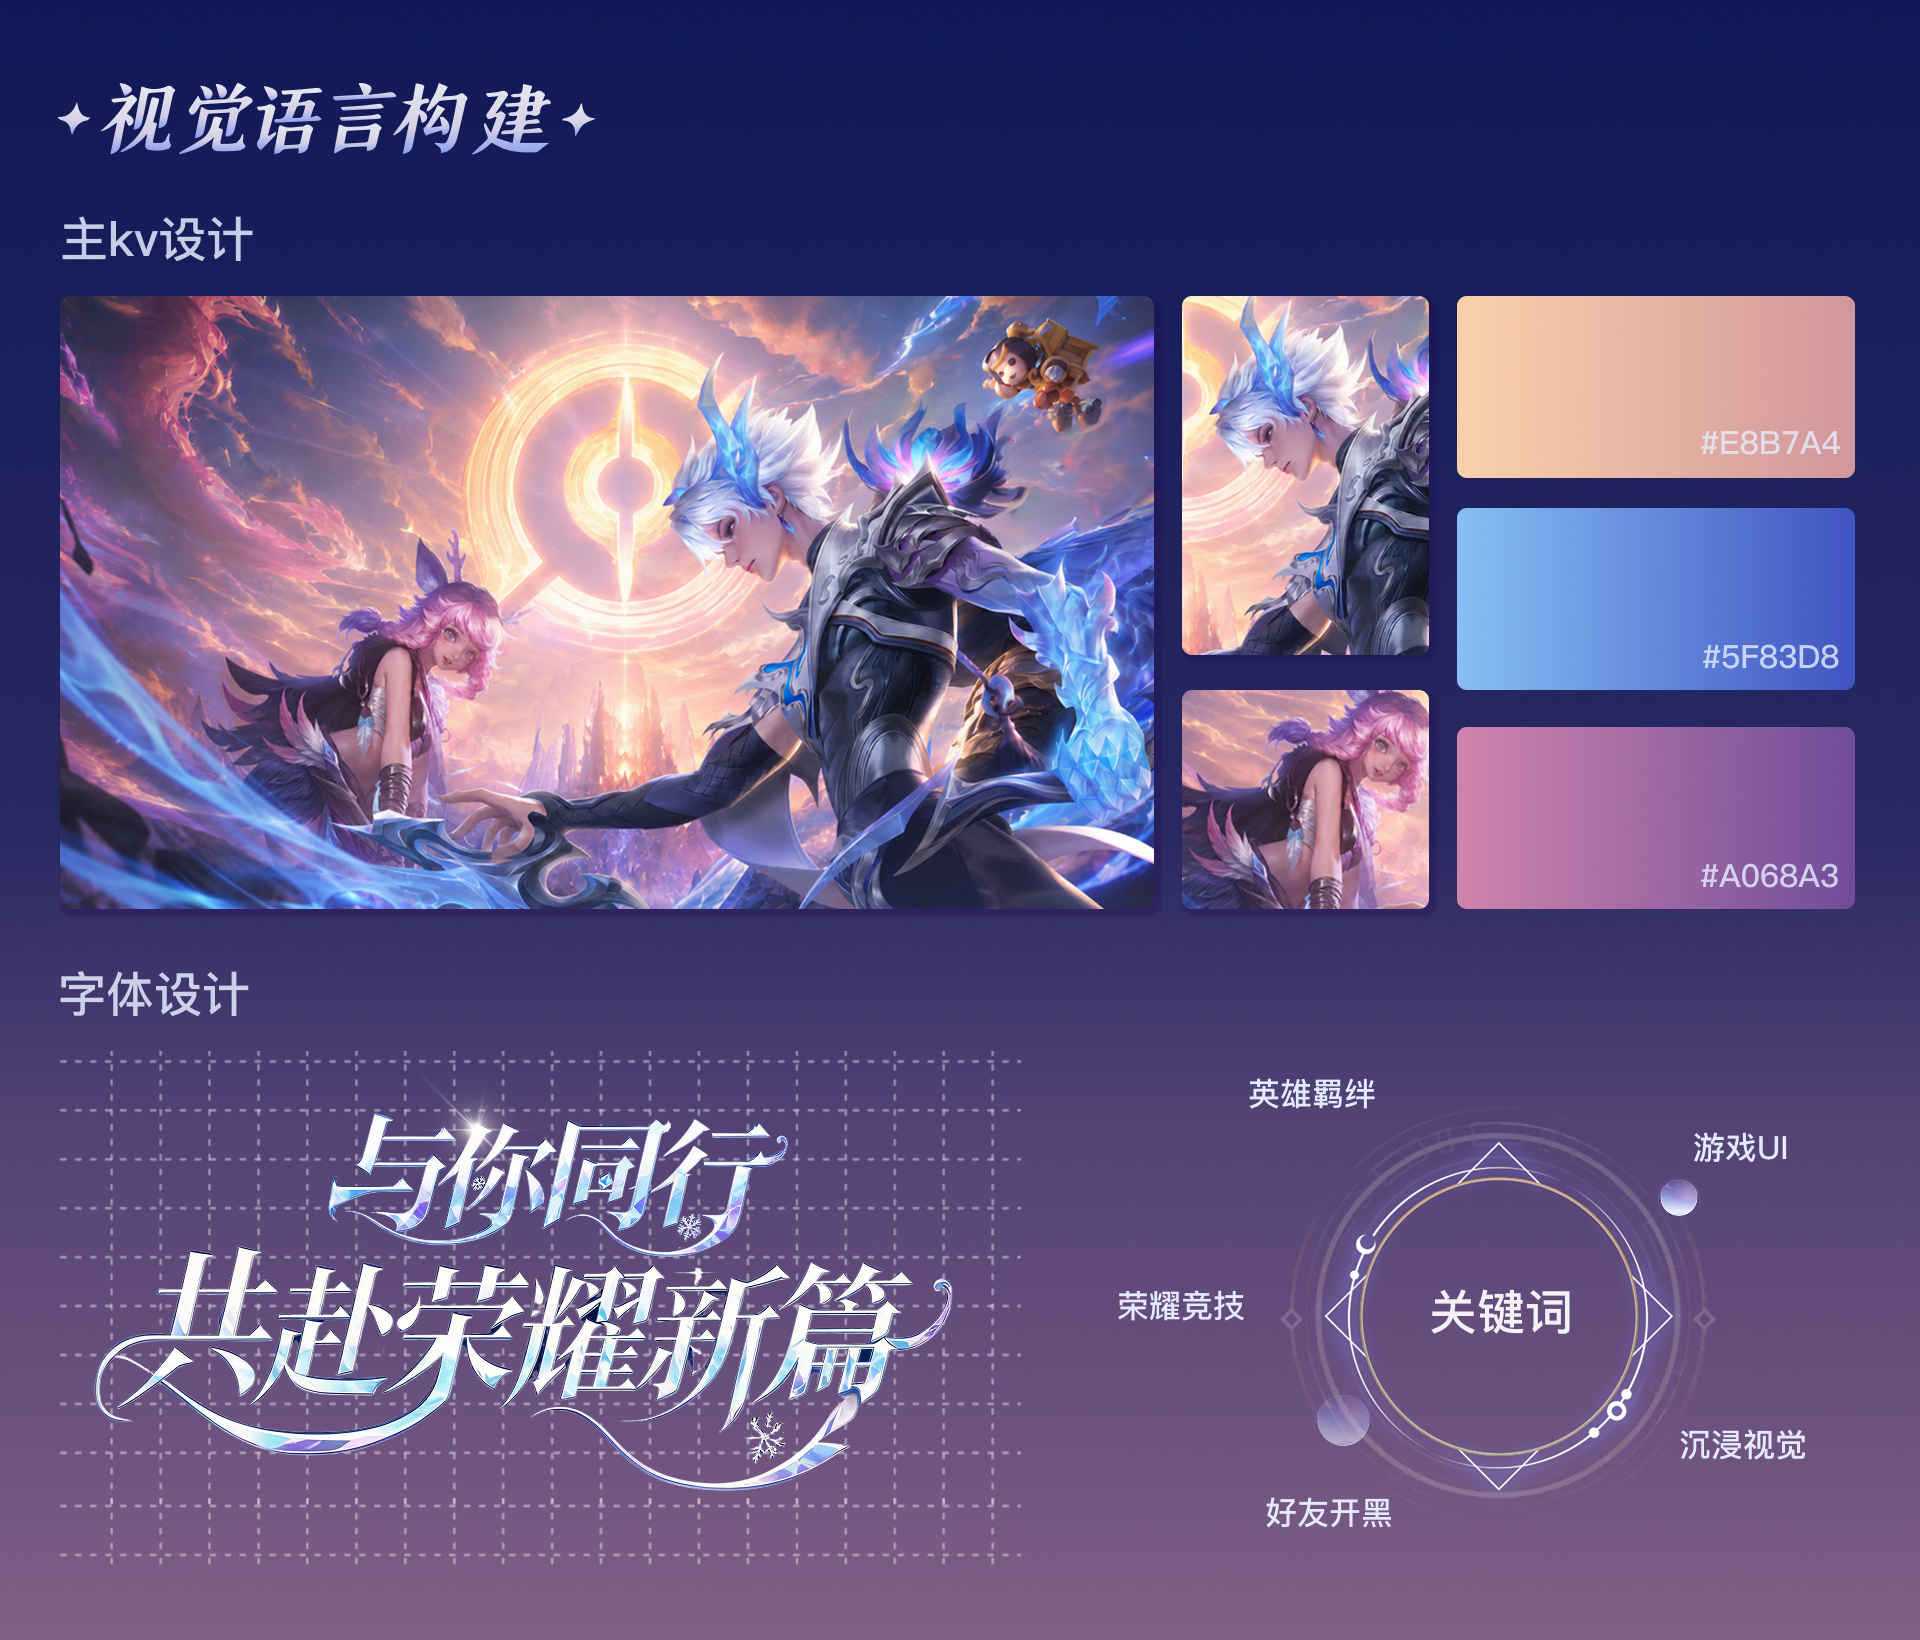 视觉语言构建
主kv设计
#E8B7A4
#5F83D8
#A068A3
字体设计
与你同行
共赴荣耀新篇
英雄羁绊
游戏UI
荣耀竞技
关键词
沉浸视觉
好友开黑